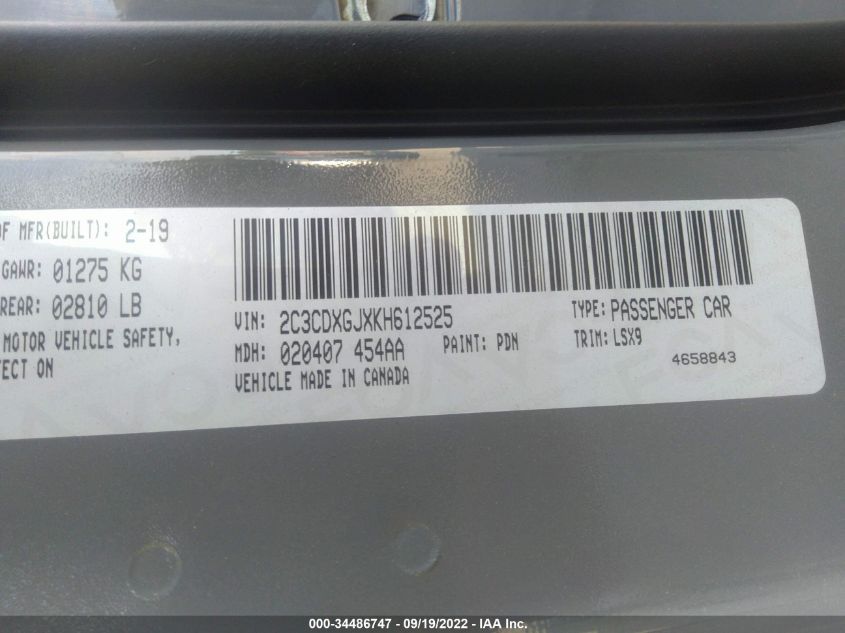 OF MFR(BUILT): 2-19
GAWR: 01275 KG
REAR: 02810 LB
MOTOR VEHICLE SAFETY,
FECT ON
VIN: 2C3CDXGJXKH612525
TYPE: PASSENGER CAR
MDH: 020407 454AA PAINT: PDN TRIM: LSX9
VEHICLE MADE IN CANADA
4658843
000-34486747 - 09/19/2022 - IAA Inc.